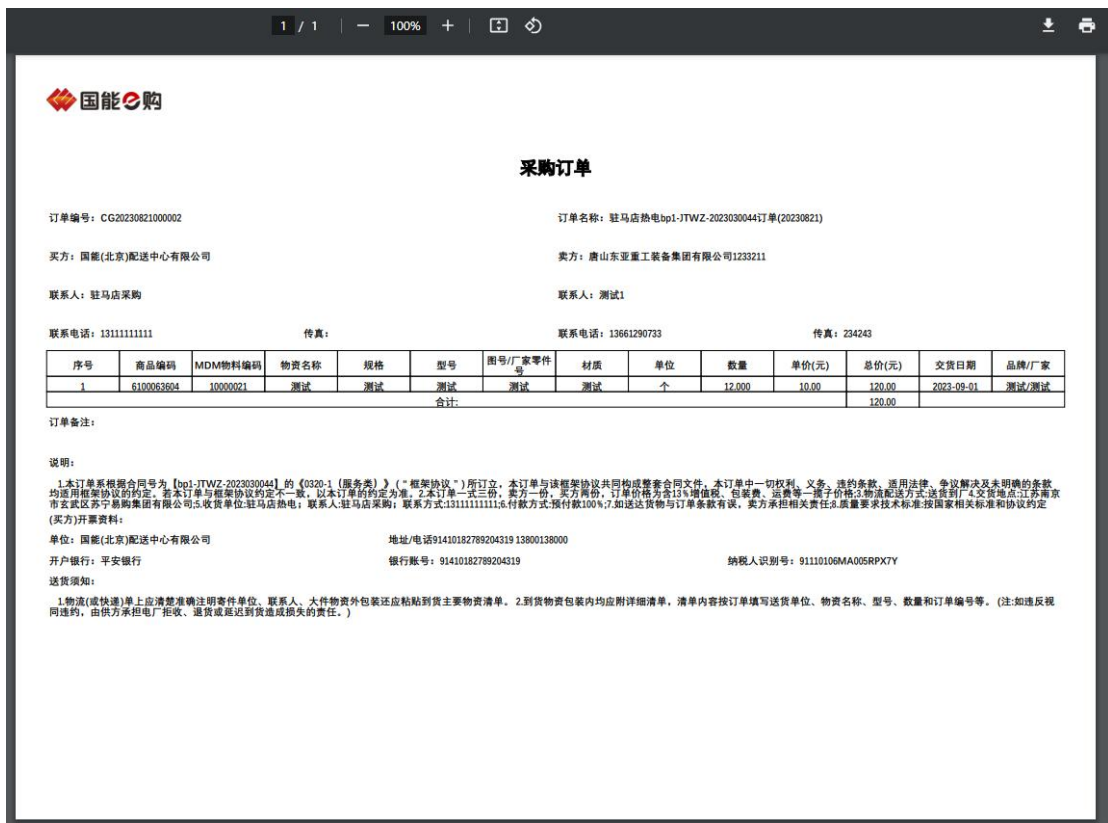 1 / 1 | — 100% + |
国能e购
采购订单
订单编号：CG20230821000002 订单名称：驻马店热电bp1-JTWZ-2023030044订单(20230821)
买方：国能(北京)配送中心有限公司 卖方：唐山东亚重工装备集团有限公司1233211
联系人：驻马店采购 联系人：测试1
联系电话：13111111111 传真： 联系电话：13661290733 传真：234243
序号 商品编码 MDM物料编码 物资名称 规格 型号 图号/厂家零件号 材质 单位 数量 单价(元) 总价(元) 交货日期 品牌/厂家
1 6100063604 10000021 测试 测试 测试 测试 测试 个 12.000 10.00 120.00 2023-09-01 测试/测试
合计: 120.00
订单备注：
说明：
1.本订单系根据合同号为【bp1-JTWZ-2023030044】的《0320-1（服务类）》（“框架协议”）所订立，本订单与该框架协议共同构成整套合同文件，本订单中一切权利、义务、违约条款、适用法律、争议解决及未明确的条款
均适用框架协议的约定。若本订单与框架协议约定不一致，以本订单的约定为准。2.本订单一式三份，卖方一份，买方两份，订单价格为含13%增值税、包装费、运费等一揽子价格;3.物流配送方式:送货到厂4.交货地点:江苏南京
市玄武区苏宁易购集团有限公司;5.收货单位:驻马店热电；联系人:驻马店采购；联系方式:13111111111;6.付款方式:预付款100%;7.如送达货物与订单条款有误，卖方承担相关责任;8.质量要求技术标准:按国家相关标准和协议约定
(买方)开票资料：
单位：国能(北京)配送中心有限公司 地址/电话91410182789204319 13800138000
开户银行：平安银行 银行账号：91410182789204319 纳税人识别号：91110106MA005RPX7Y
送货须知：
1.物流(或快递)单上应清楚准确注明寄件单位、联系人、大件物资外包装还应粘贴到货主要物资清单。 2.到货物资包装内均应附详细清单，清单内容按订单填写送货单位、物资名称、型号、数量和订单编号等。 (注:如违反视
同违约，由供方承担电厂拒收、退货或延迟到货造成损失的责任。)